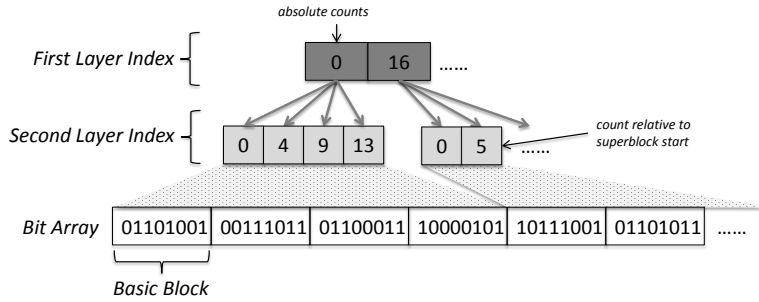 absolute counts
First Layer Index
0 16 ......
Second Layer Index
0 4 9 13 0 5 ......
count relative to
superblock start
Bit Array 01101001 00111011 01100011 10000101 10111001 01101011 ......
Basic Block